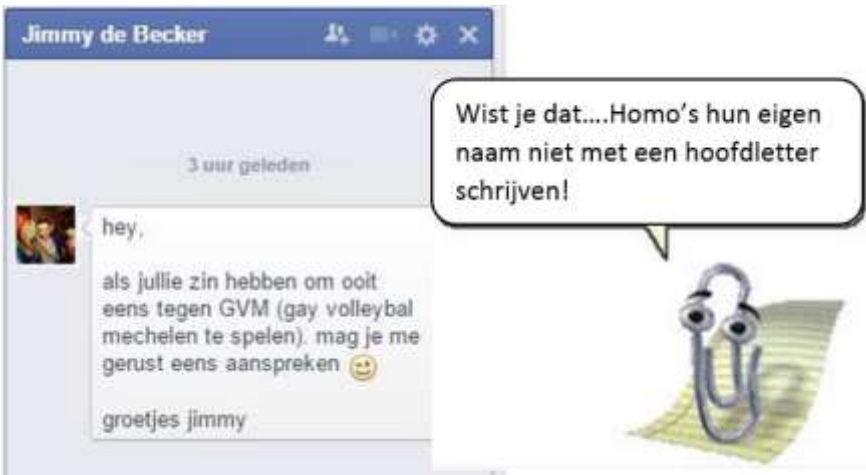 Jimmy de Becker
3 uur geleden
hey,
als jullie zin hebben om ooit
eens tegen GVM (gay volleybal
mechelen te spelen). mag je me
gerust eens aanspreken
groetjes jimmy
Wist je dat....Homo's hun eigen
naam niet met een hoofdletter
schrijven!